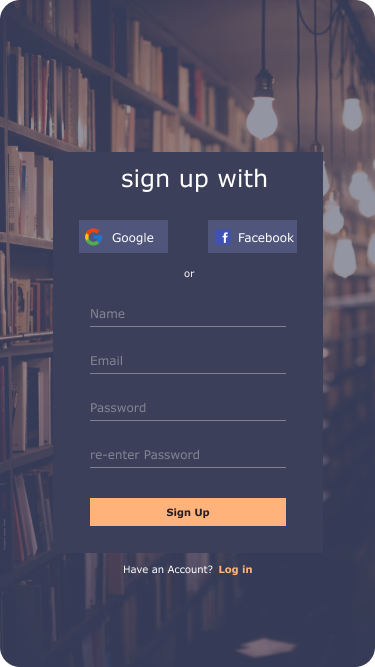 sign up with
Google
Facebook
or
Name
Email
Password
re-enter Password
Sign Up
Have an Account? Log in